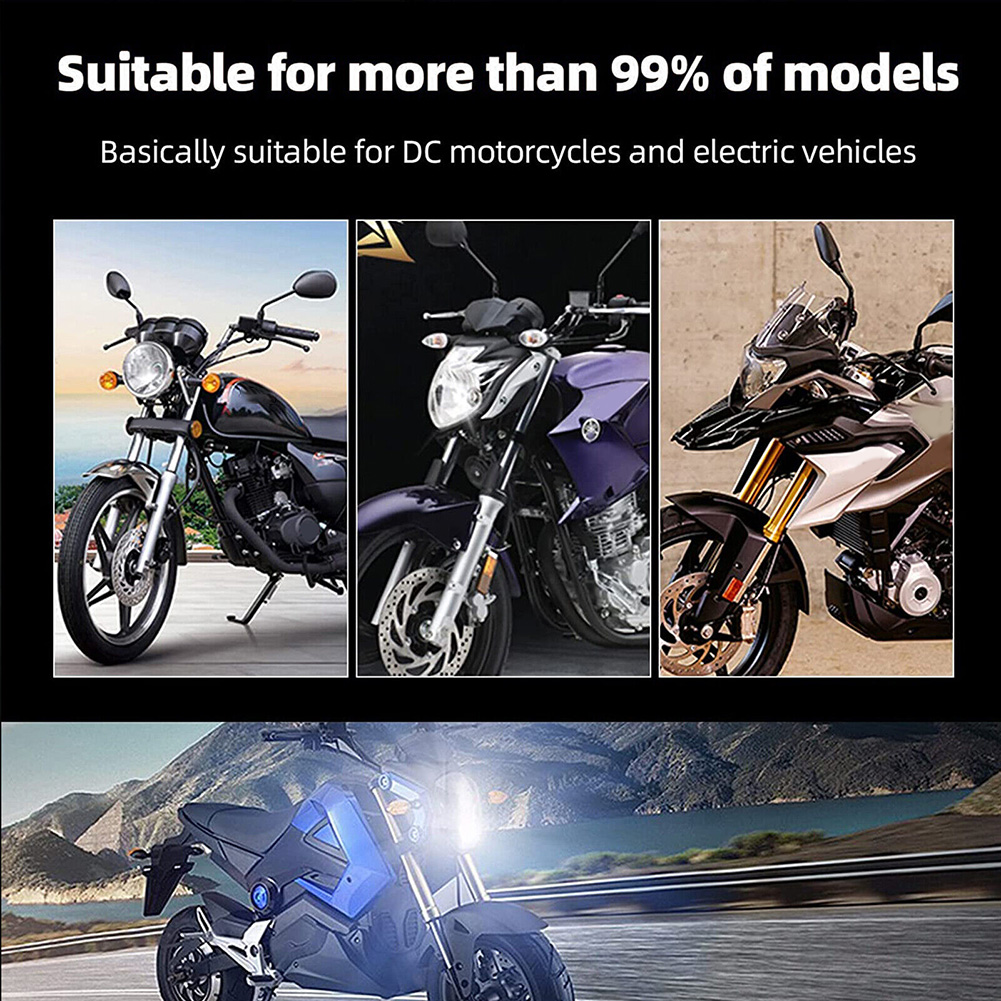 Suitable for more than 99% of models
Basically suitable for DC motorcycles and electric vehicles